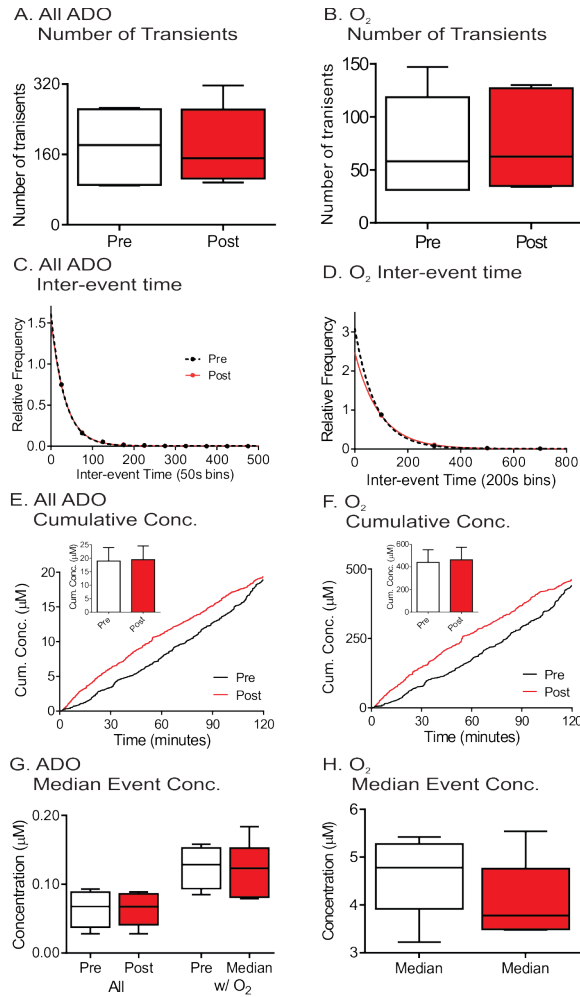 A. All ADO
Number of Transients
Number of tranisents
320
160
0
Pre
Post
B. O2
Number of Transients
Number of tranisents
150
100
50
0
Pre
Post
C. All ADO
Inter-event time
Relative Frequency
1.5
1.0
0.5
0.0
0
100
200
300
400
500
Inter-event Time (50s bins)
Pre
Post
D. O2 Inter-event time
Relative Frequency
3
2
1
0
0
200
400
600
800
Inter-event Time (200s bins)
E. All ADO
Cumulative Conc.
Cum. Conc. (µM)
20
15
10
5
0
0
30
60
90
120
Time (minutes)
Pre
Post
Cum. Conc. (µM)
25
20
15
10
5
0
Pre
Post
F. O2
Cumulative Conc.
Cum. Conc. (µM)
500
250
0
0
30
60
90
120
Time (minutes)
Pre
Post
Cum. Conc. (µM)
600
400
200
0
Pre
Post
G. ADO
Median Event Conc.
Concentration (µM)
0.20
0.10
0.00
Pre
Post
Pre
Median
All
w/ O2
H. O2
Median Event Conc.
Concentration (µM)
6
5
4
3
Median
Median